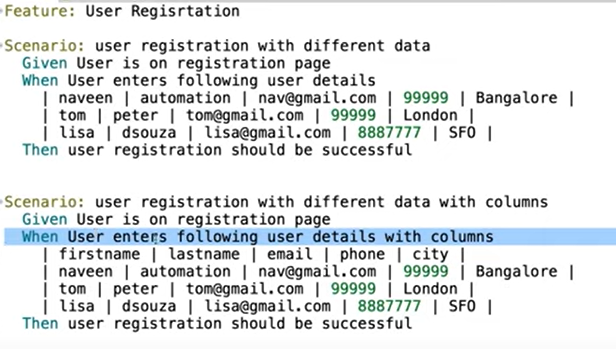 Feature: User Regisrtation
Scenario: user registration with different data
Given User is on registration page
When User enters following user details
| naveen | automation | nav@gmail.com | 99999 | Bangalore |
| tom | peter | tom@gmail.com | 99999 | London |
| lisa | dsouza | lisa@gmail.com | 8887777 | SFO |
Then user registration should be successful
Scenario: user registration with different data with columns
Given User is on registration page
When User enters following user details with columns
| firstname | lastname | email | phone | city |
| naveen | automation | nav@gmail.com | 99999 | Bangalore |
| tom | peter | tom@gmail.com | 99999 | London |
| lisa | dsouza | lisa@gmail.com | 8887777 | SFO |
Then user registration should be successful